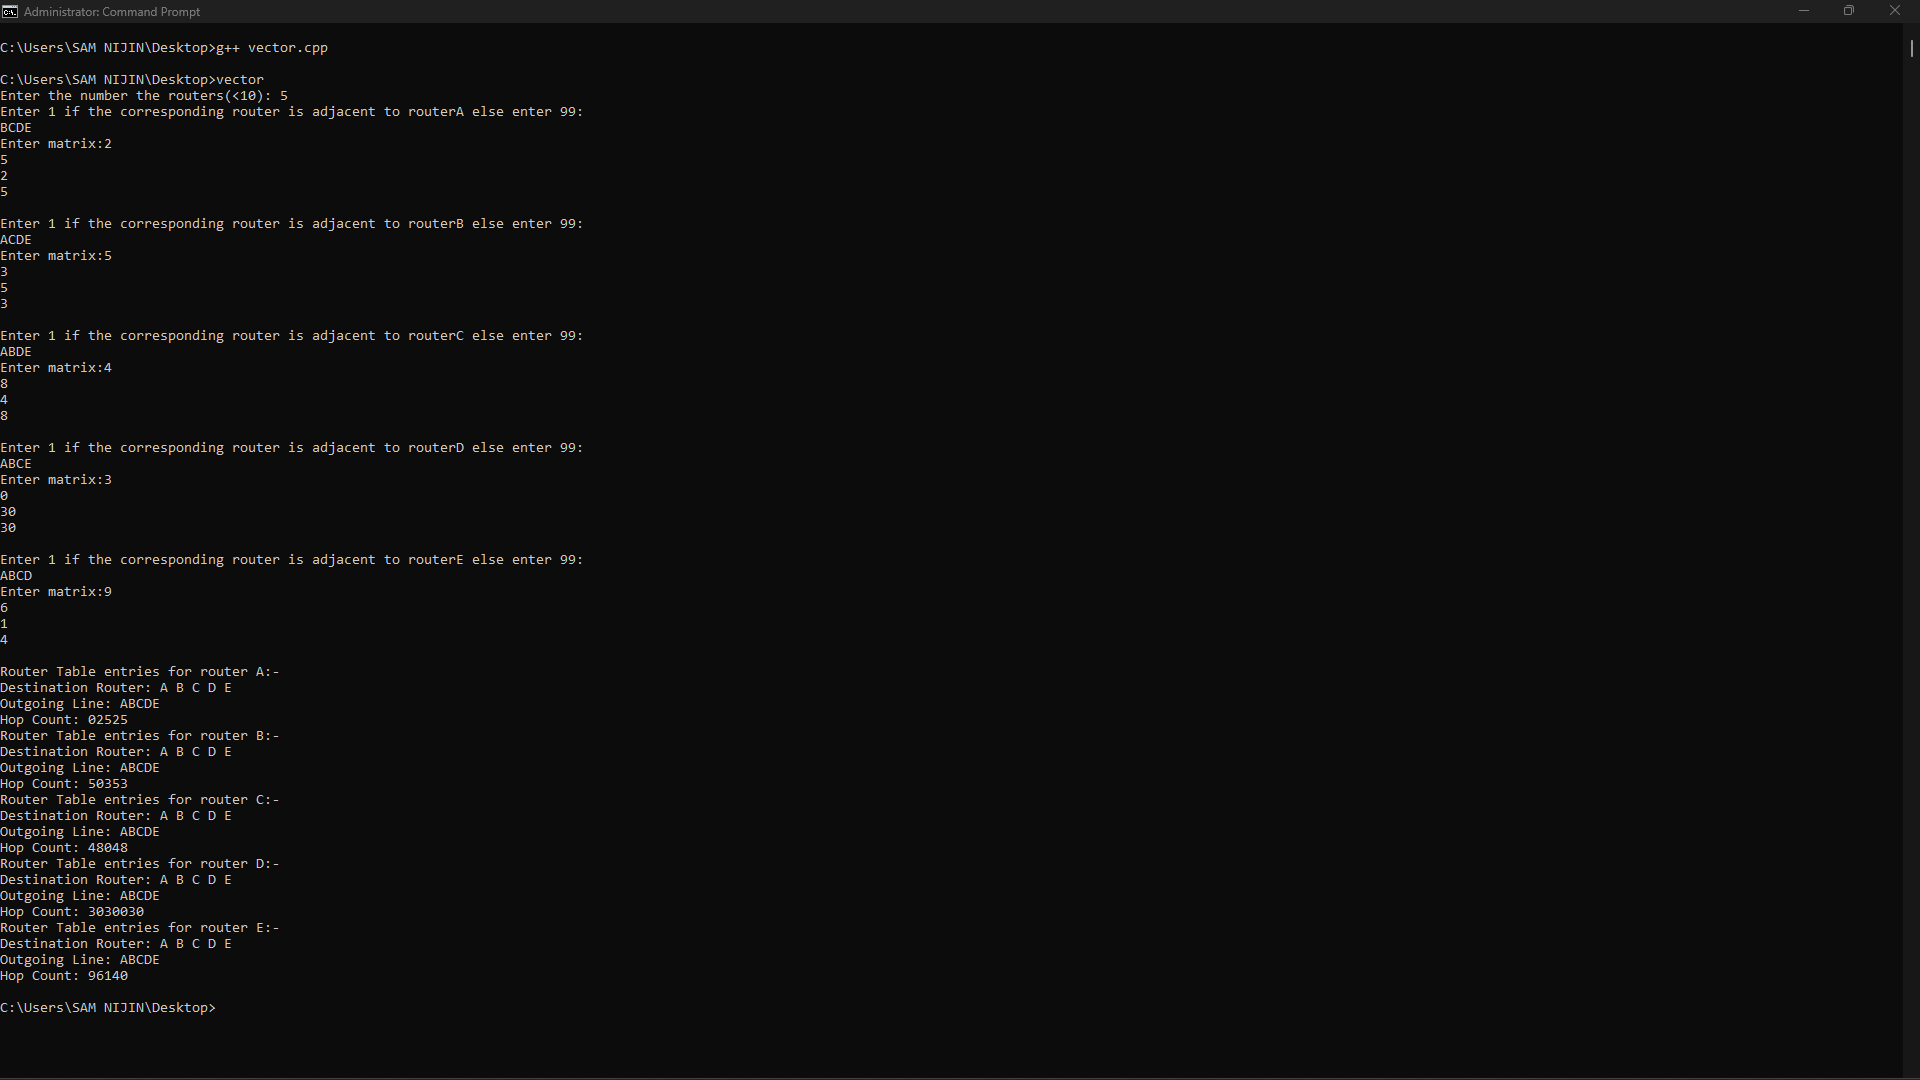 Administrator: Command Prompt
C:\Users\SAM NIJIN\Desktop>g++ vector.cpp
C:\Users\SAM NIJIN\Desktop>vector
Enter the number the routers(<10): 5
Enter 1 if the corresponding router is adjacent to routerA else enter 99:
BCDE
Enter matrix:2
5
2
5
Enter 1 if the corresponding router is adjacent to routerB else enter 99:
ACDE
Enter matrix:5
3
5
3
Enter 1 if the corresponding router is adjacent to routerC else enter 99:
ABDE
Enter matrix:4
8
4
8
Enter 1 if the corresponding router is adjacent to routerD else enter 99:
ABCE
Enter matrix:3
0
30
30
Enter 1 if the corresponding router is adjacent to routerE else enter 99:
ABCD
Enter matrix:9
6
1
4
Router Table entries for router A:-
Destination Router: A B C D E
Outgoing Line: ABCDE
Hop Count: 02525
Router Table entries for router B:-
Destination Router: A B C D E
Outgoing Line: ABCDE
Hop Count: 50353
Router Table entries for router C:-
Destination Router: A B C D E
Outgoing Line: ABCDE
Hop Count: 48048
Router Table entries for router D:-
Destination Router: A B C D E
Outgoing Line: ABCDE
Hop Count: 3030030
Router Table entries for router E:-
Destination Router: A B C D E
Outgoing Line: ABCDE
Hop Count: 96140
C:\Users\SAM NIJIN\Desktop>